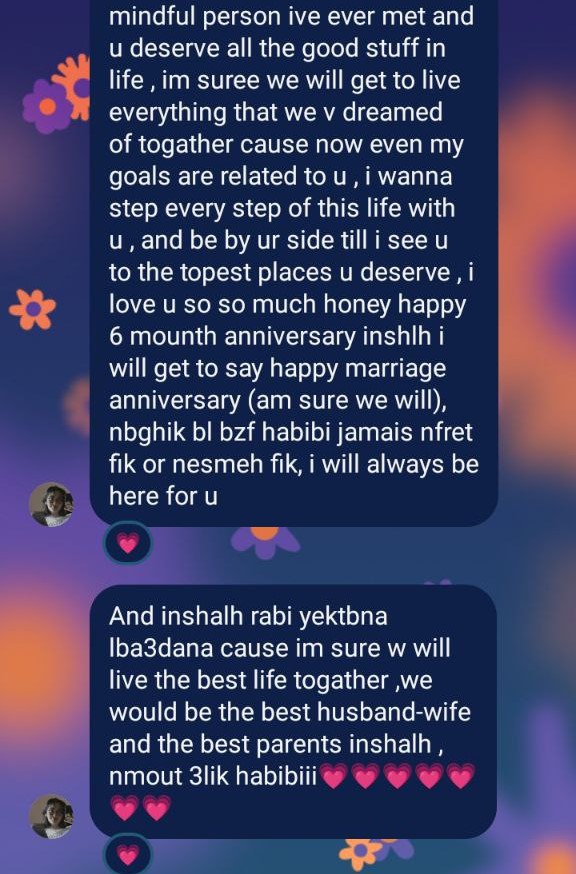 mindful person ive ever met and
u deserve all the good stuff in
life , im suree we will get to live
everything that we v dreamed
of togather cause now even my
goals are related to u , i wanna
step every step of this life with
u , and be by ur side till i see u
to the topest places u deserve , i
love u so so much honey happy
6 mounth anniversary inshlh i
will get to say happy marriage
anniversary (am sure we will),
nbghik bl bzf habibi jamais nfret
fik or nesmeh fik, i will always be
here for u
And inshalh rabi yektbna
lba3dana cause im sure w will
live the best life togather ,we
would be the best husband-wife
and the best parents inshalh ,
nmout 3lik habibiii💗💗💗💗💗
💗💗